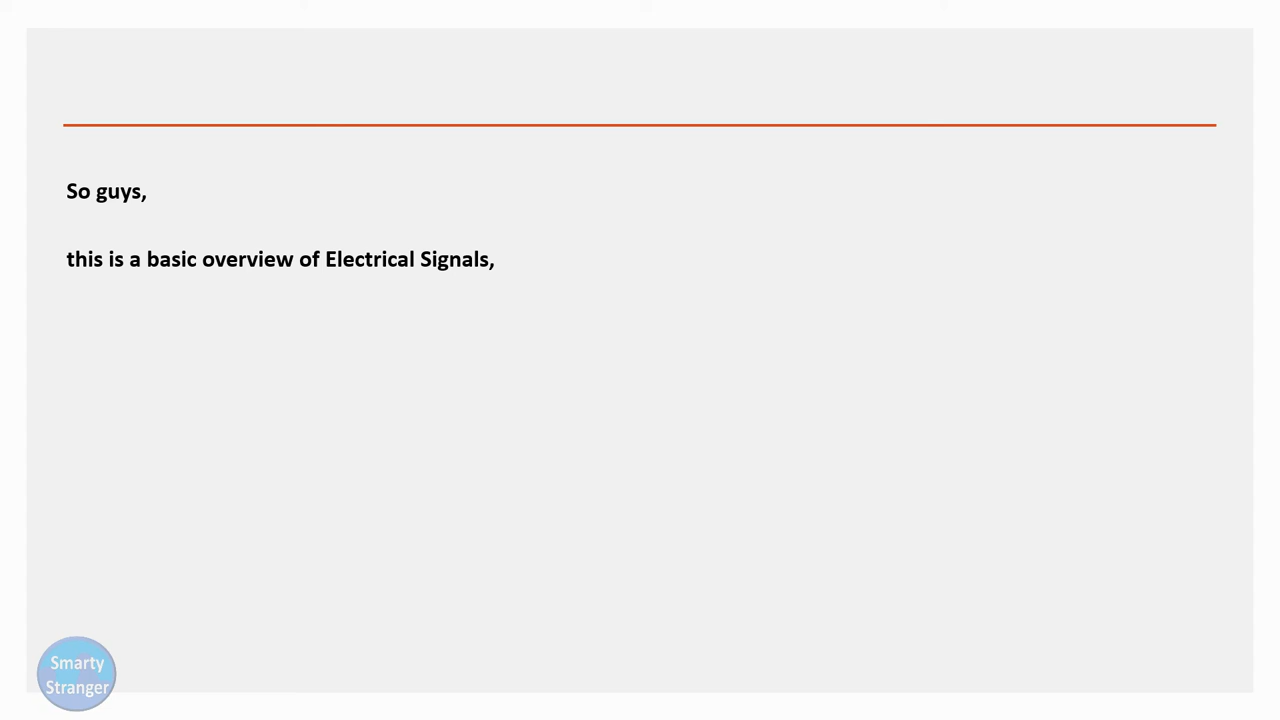 So guys,
this is a basic overview of Electrical Signals,
Smarty
Stranger